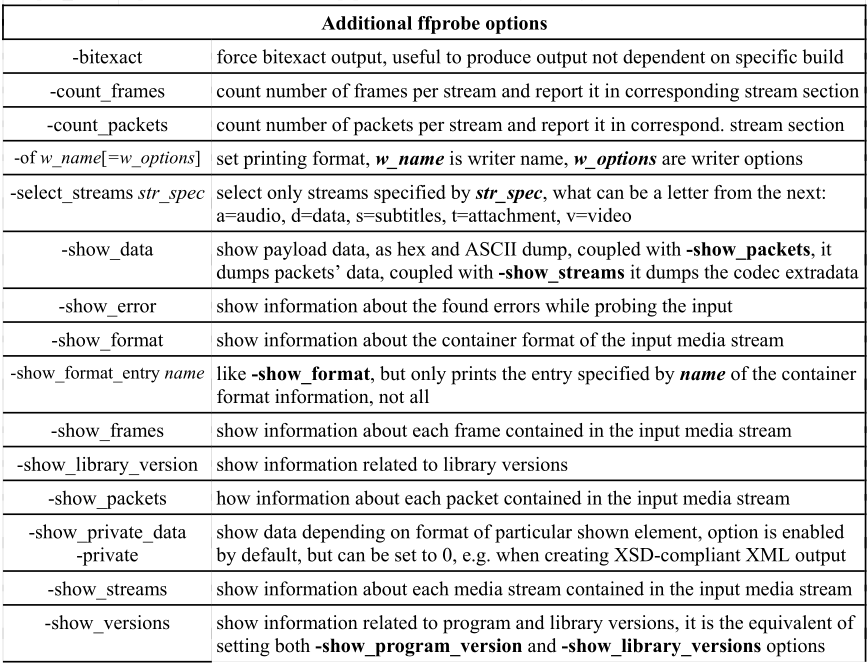 Additional ffprobe options
-bitexact force bitexact output, useful to produce output not dependent on specific build
-count_frames count number of frames per stream and report it in corresponding stream section
-count_packets count number of packets per stream and report it in correspond. stream section
-of w_name[=w_options] set printing format, w_name is writer name, w_options are writer options
-select_streams str_spec select only streams specified by str_spec, what can be a letter from the next:
a=audio, d=data, s=subtitles, t=attachment, v=video
-show_data show payload data, as hex and ASCII dump, coupled with -show_packets, it
dumps packets’ data, coupled with -show_streams it dumps the codec extradata
-show_error show information about the found errors while probing the input
-show_format show information about the container format of the input media stream
-show_format_entry name like -show_format, but only prints the entry specified by name of the container
format information, not all
-show_frames show information about each frame contained in the input media stream
-show_library_version show information related to library versions
-show_packets how information about each packet contained in the input media stream
-show_private_data show data depending on format of particular shown element, option is enabled
-private by default, but can be set to 0, e.g. when creating XSD-compliant XML output
-show_streams show information about each media stream contained in the input media stream
-show_versions show information related to program and library versions, it is the equivalent of
setting both -show_program_version and -show_library_versions options